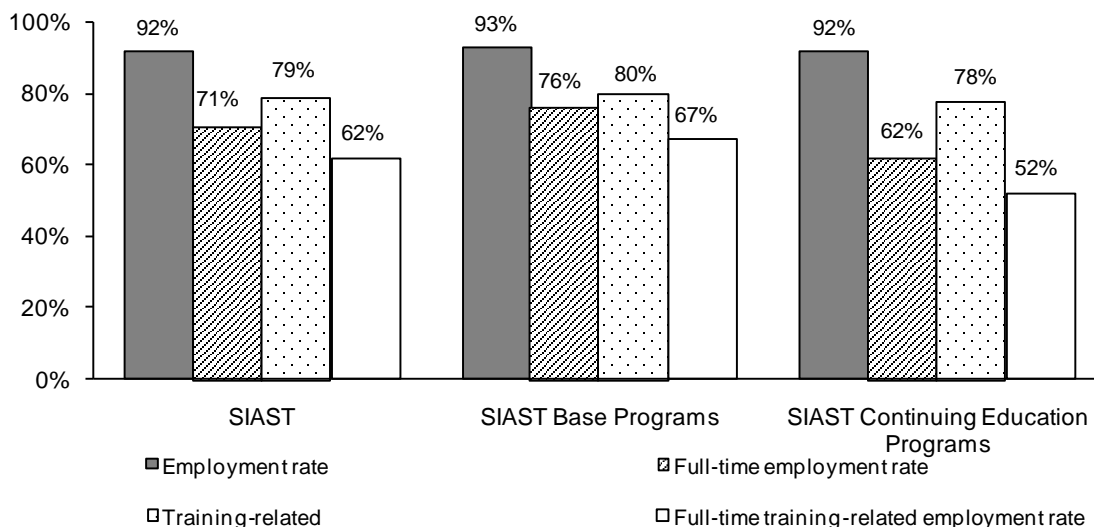 100%
80%
60%
40%
20%
0%
92%
71%
79%
62%
93%
76%
80%
67%
92%
62%
78%
52%
SIAST
SIAST Base Programs
SIAST Continuing Education
Programs
Employment rate
Full-time employment rate
Training-related
Full-time training-related employment rate